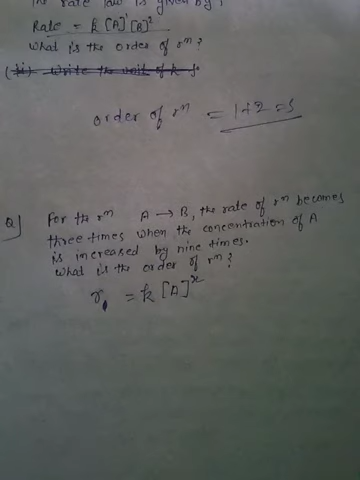 The rate law is given by :
Rate = k [A]¹ [B]²
What is the order of rⁿ?
(ii) Write the unit of k
order of rⁿ = 1+2 = 3
Q) For the rⁿ A → B, the rate of rⁿ becomes
three times when the concentration of A
is increased by nine times.
What is the order of rⁿ?
r₁ = k [A]ˣ